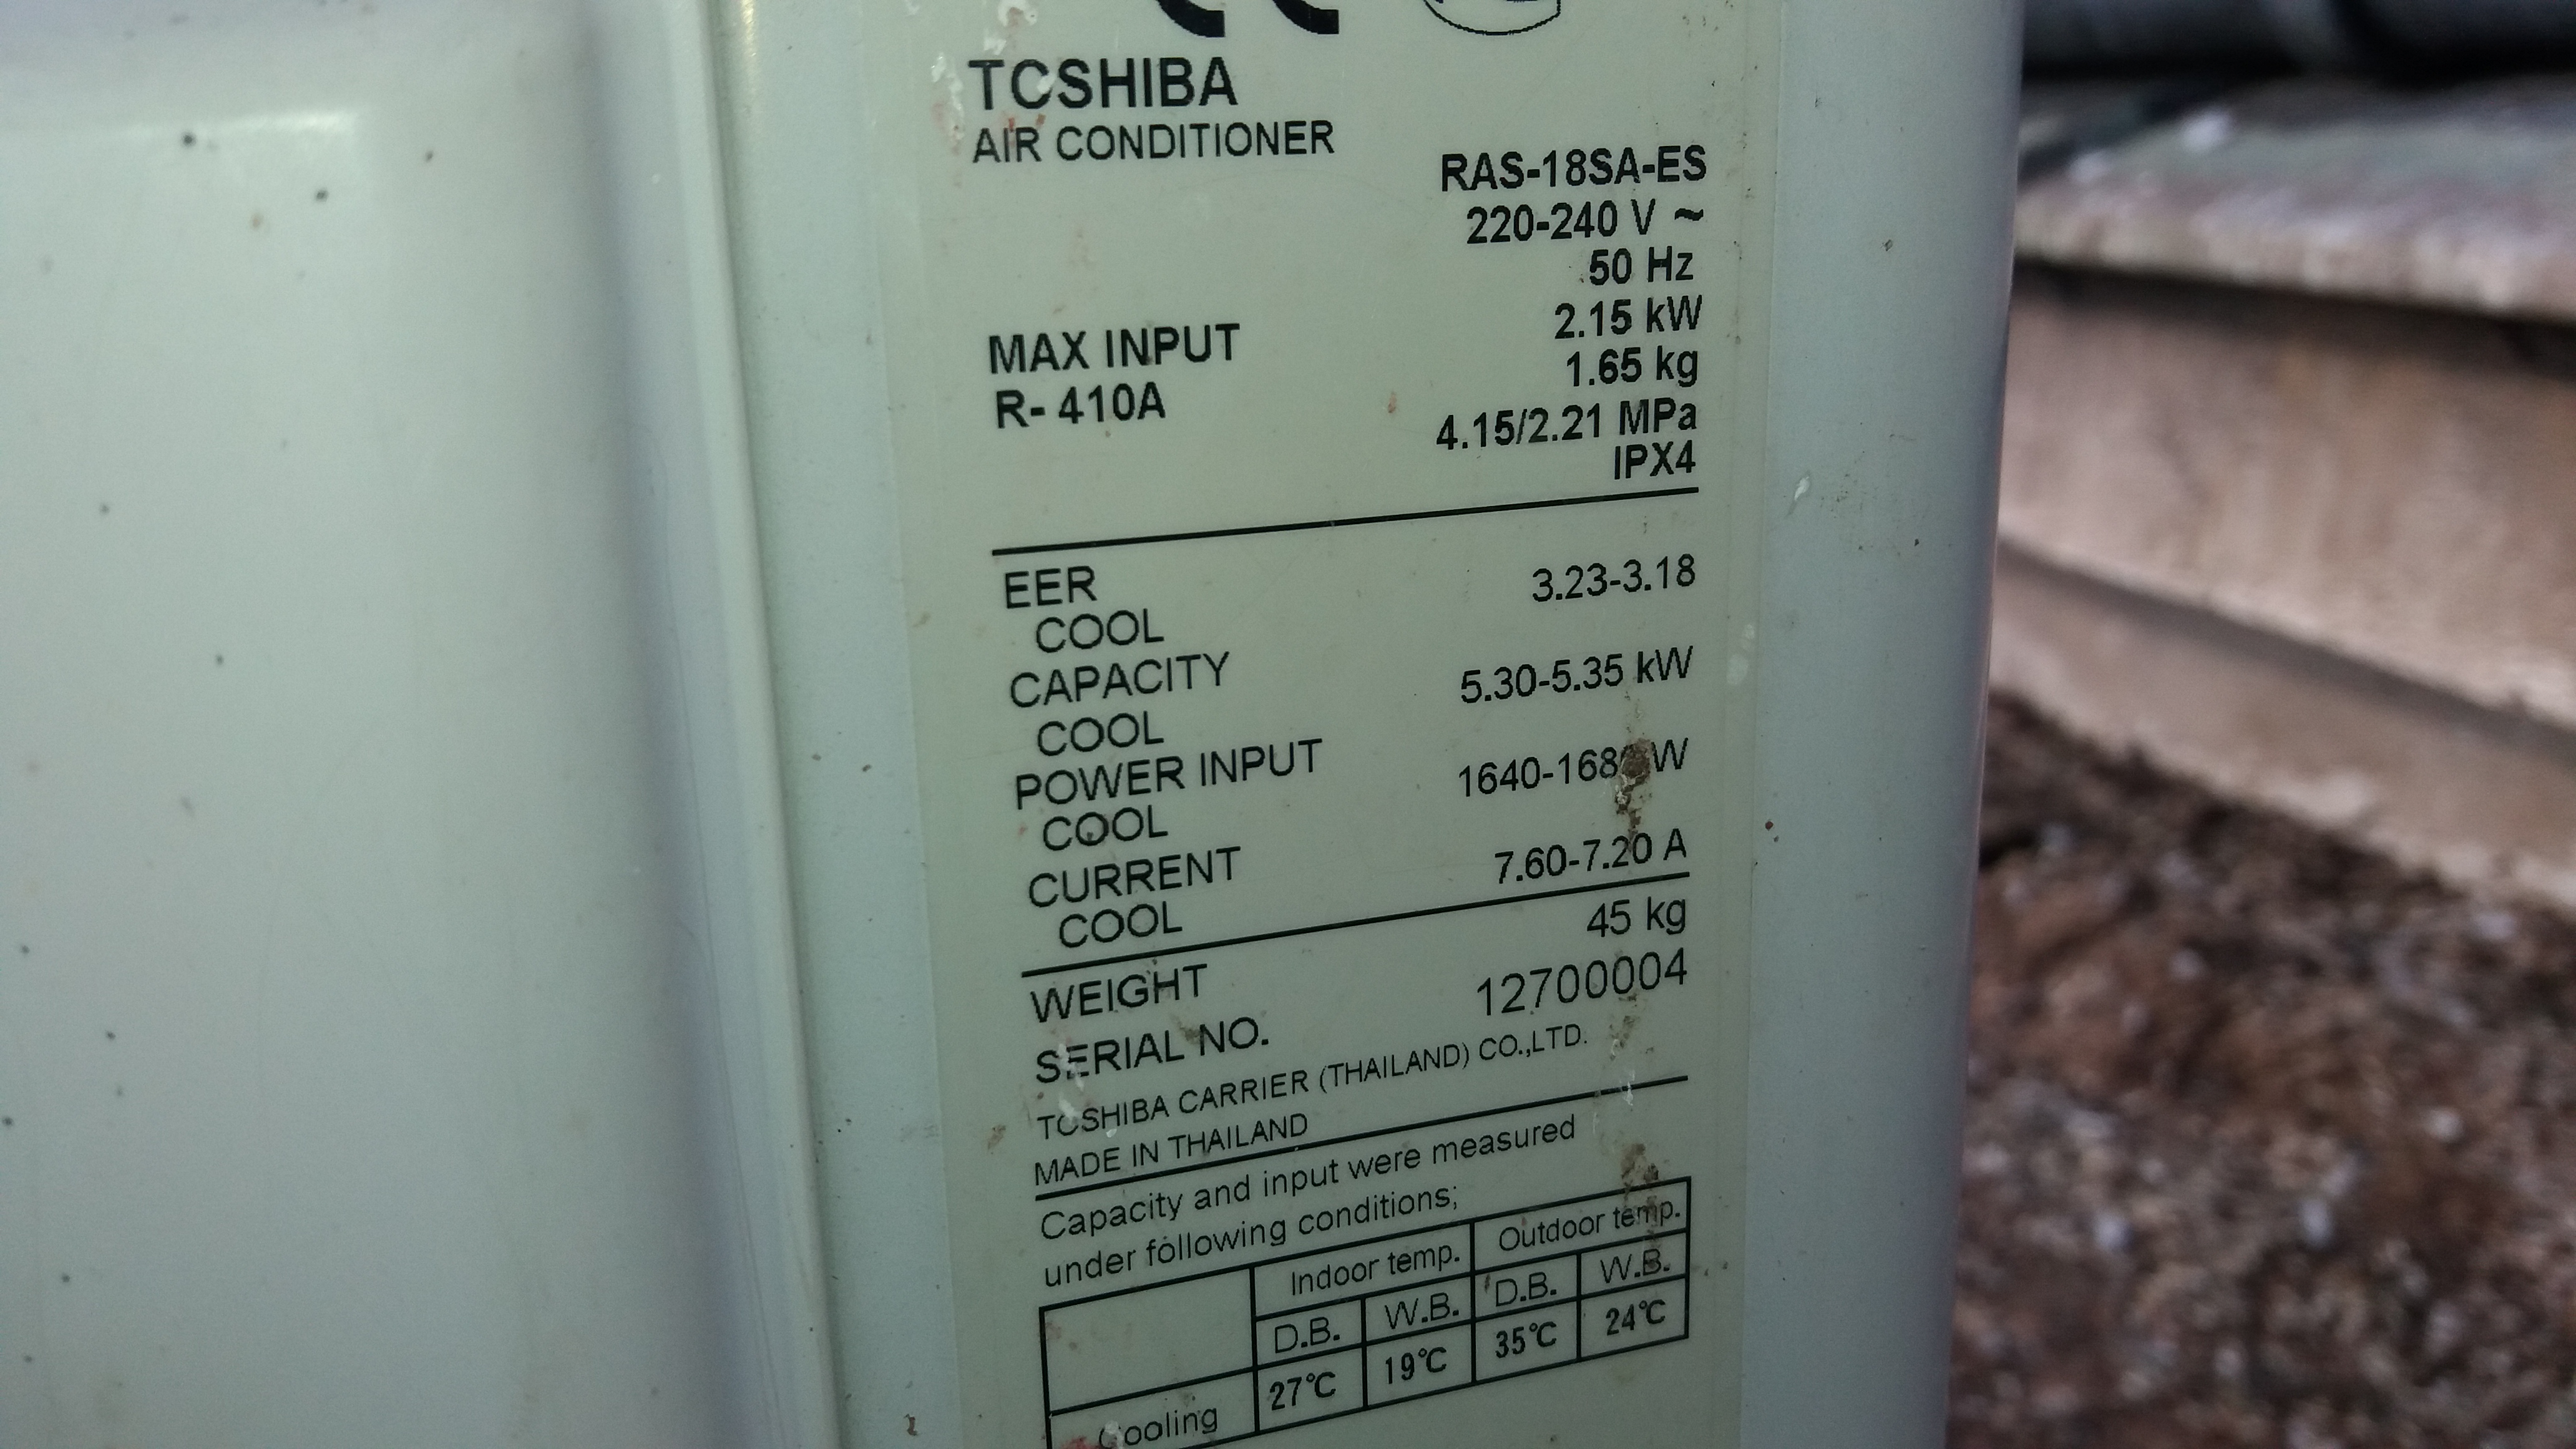 CE
TOSHIBA
AIR CONDITIONER
RAS-18SA-ES
220-240 V ~
50 Hz
MAX INPUT 2.15 kW
R- 410A 1.65 kg
4.15/2.21 MPa
IPX4
EER
COOL 3.23-3.18
CAPACITY
COOL 5.30-5.35 kW
POWER INPUT
COOL 1640-1680 W
CURRENT
COOL 7.60-7.20 A
WEIGHT 45 kg
SERIAL NO. 12700004
TOSHIBA CARRIER (THAILAND) CO.,LTD.
MADE IN THAILAND
Capacity and input were measured
under following conditions;
Indoor temp. Outdoor temp.
D.B. W.B. D.B. W.B.
Cooling 27°C 19°C 35°C 24°C